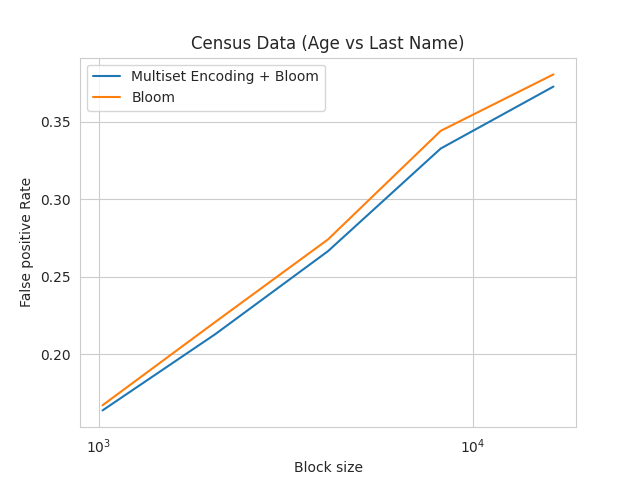 Census Data (Age vs Last Name)
Multiset Encoding + Bloom
Bloom
False positive Rate
0.35
0.30
0.25
0.20
10³
10⁴
Block size